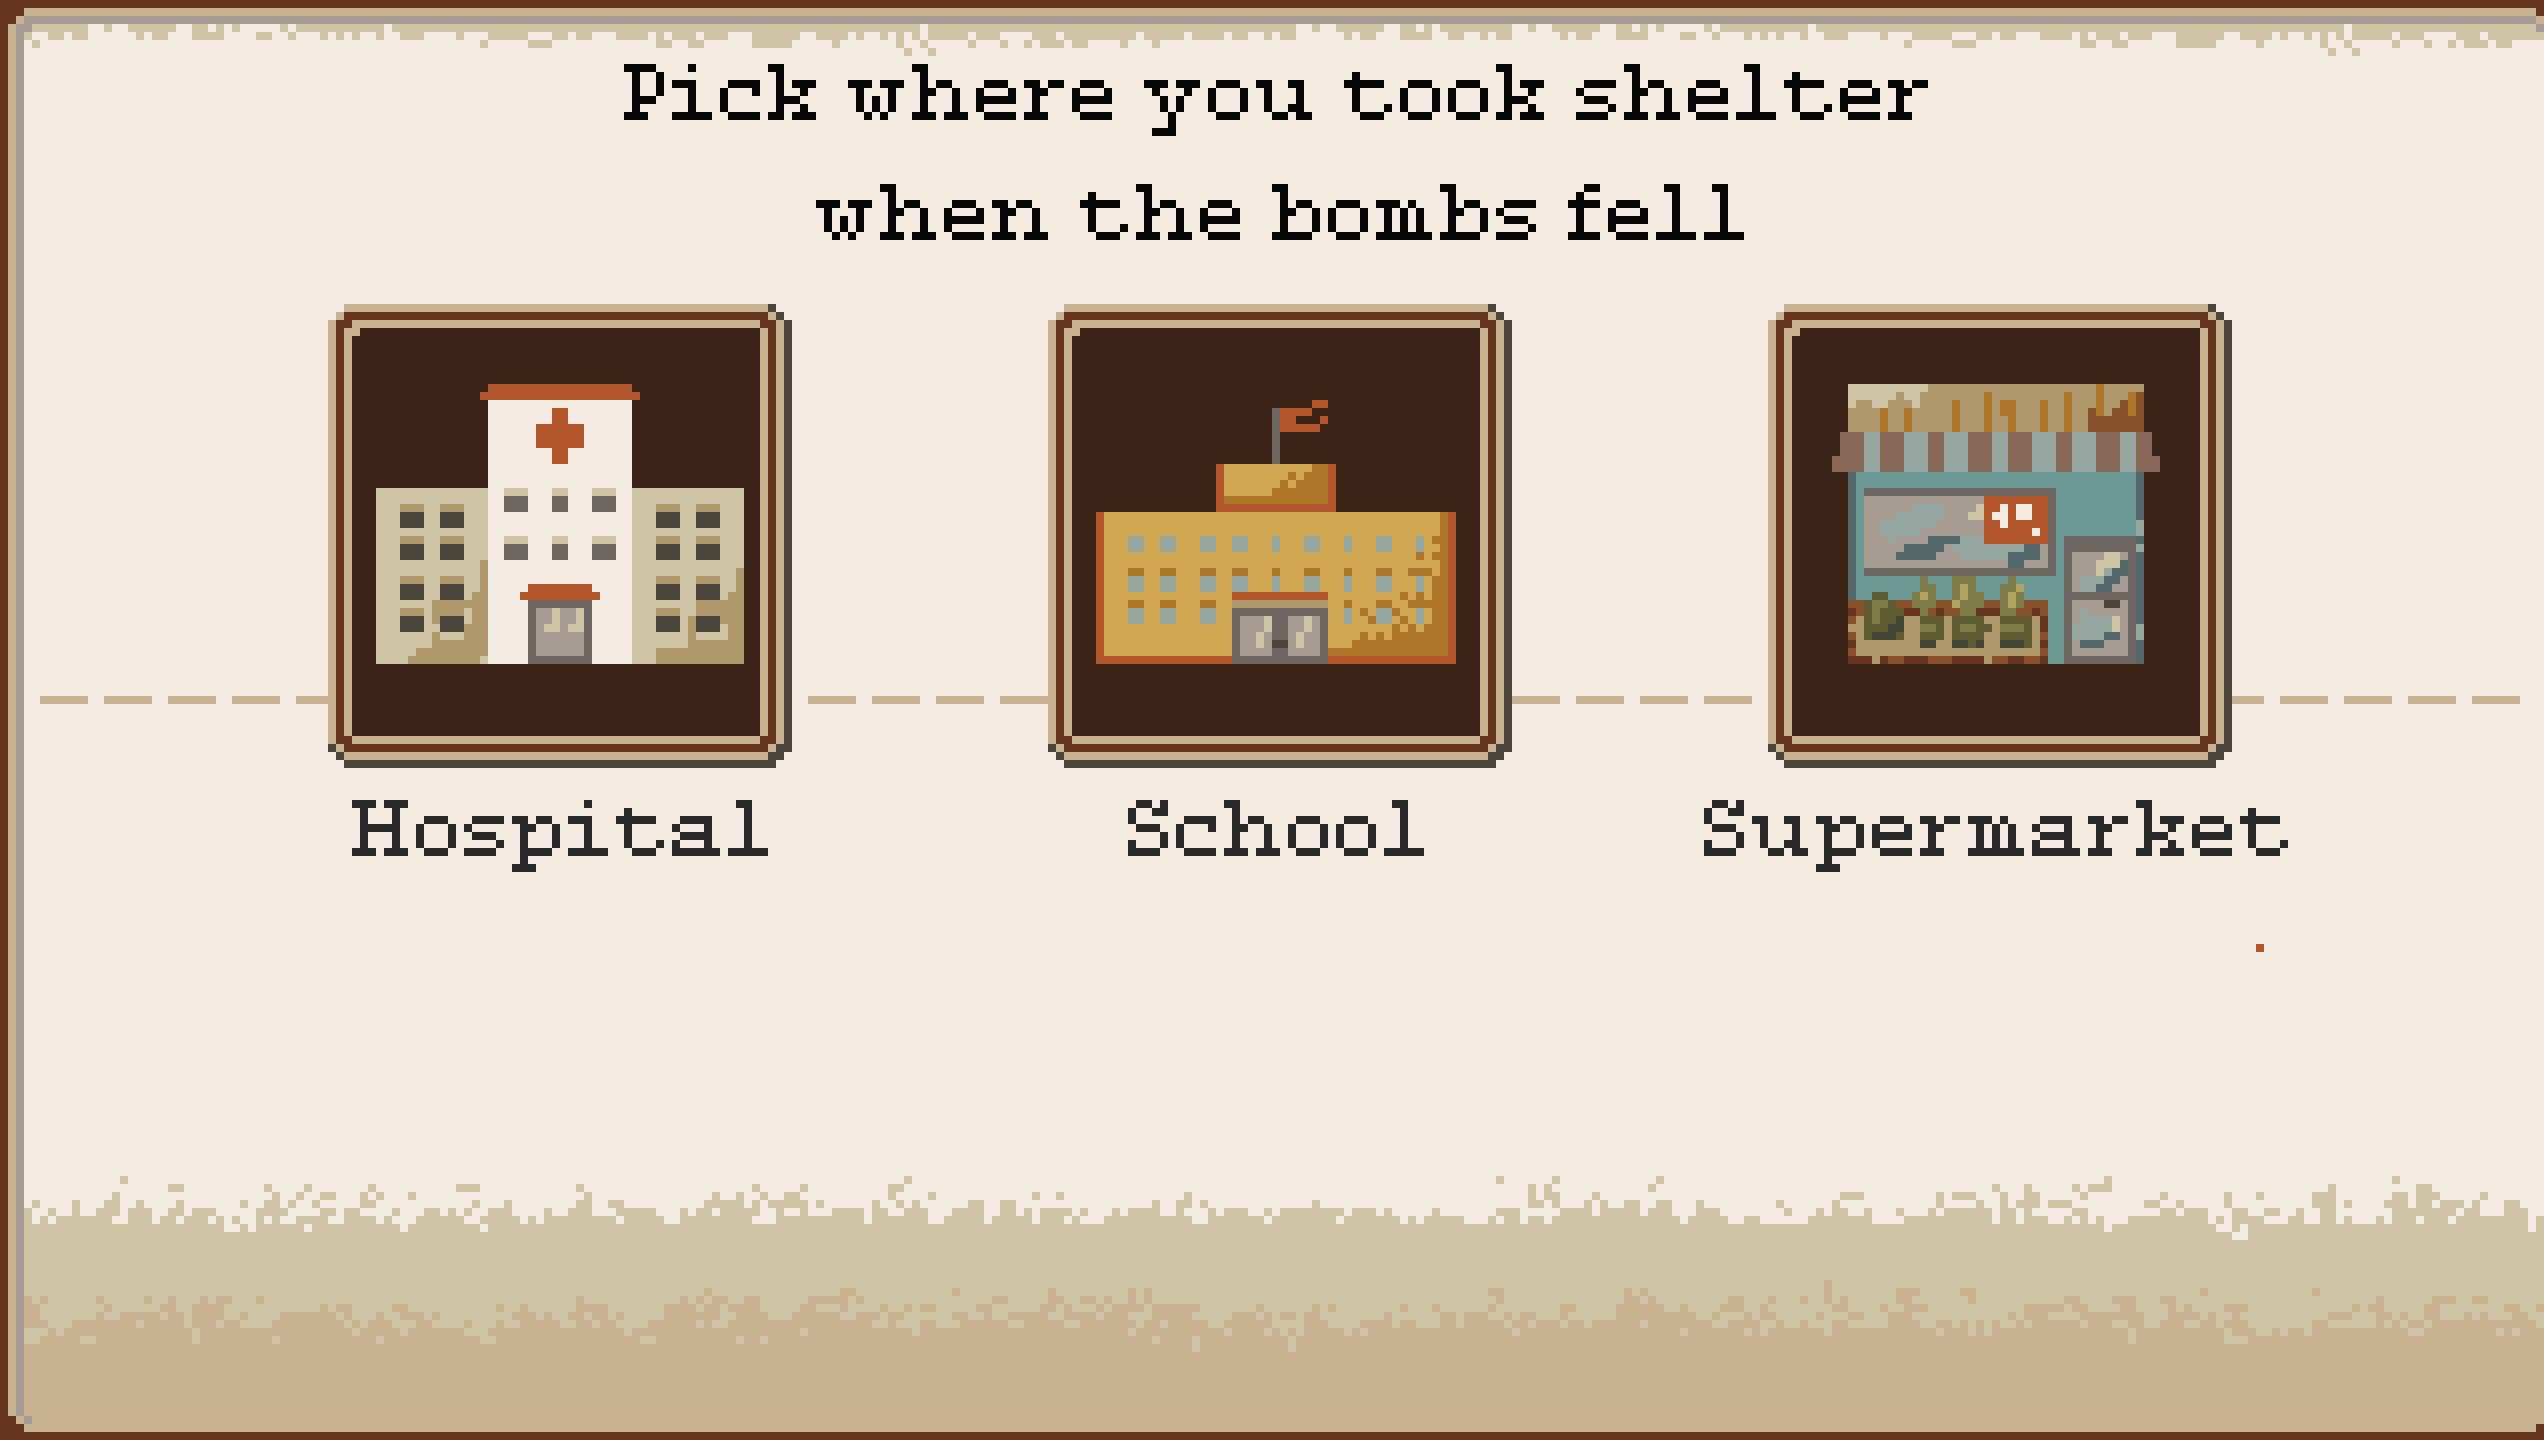 Pick where you took shelter
when the bombs fell
Hospital
School
Supermarket